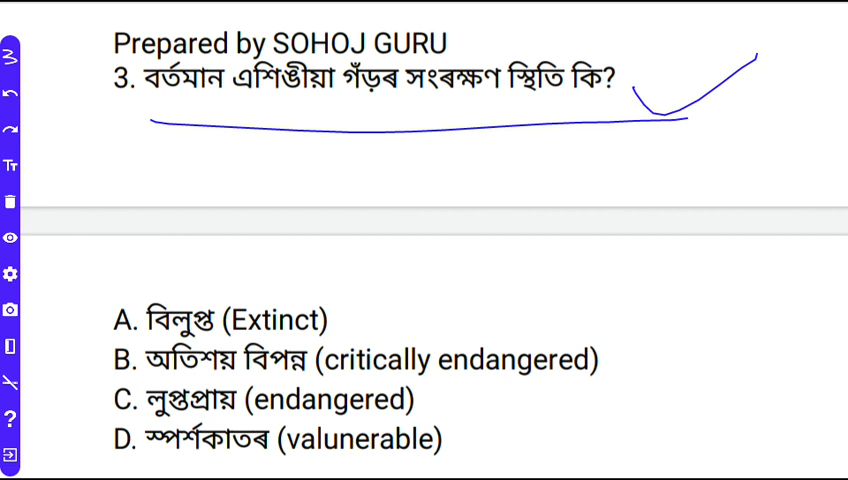 Prepared by SOHOJ GURU
3. বৰ্তমান এশিঙীয়া গঁড়ৰ সংৰক্ষণ স্থিতি কি?
A. বিলুপ্ত (Extinct)
B. অতিশয় বিপন্ন (critically endangered)
C. লুপ্তপ্ৰায় (endangered)
D. স্পৰ্শকাতৰ (valunerable)